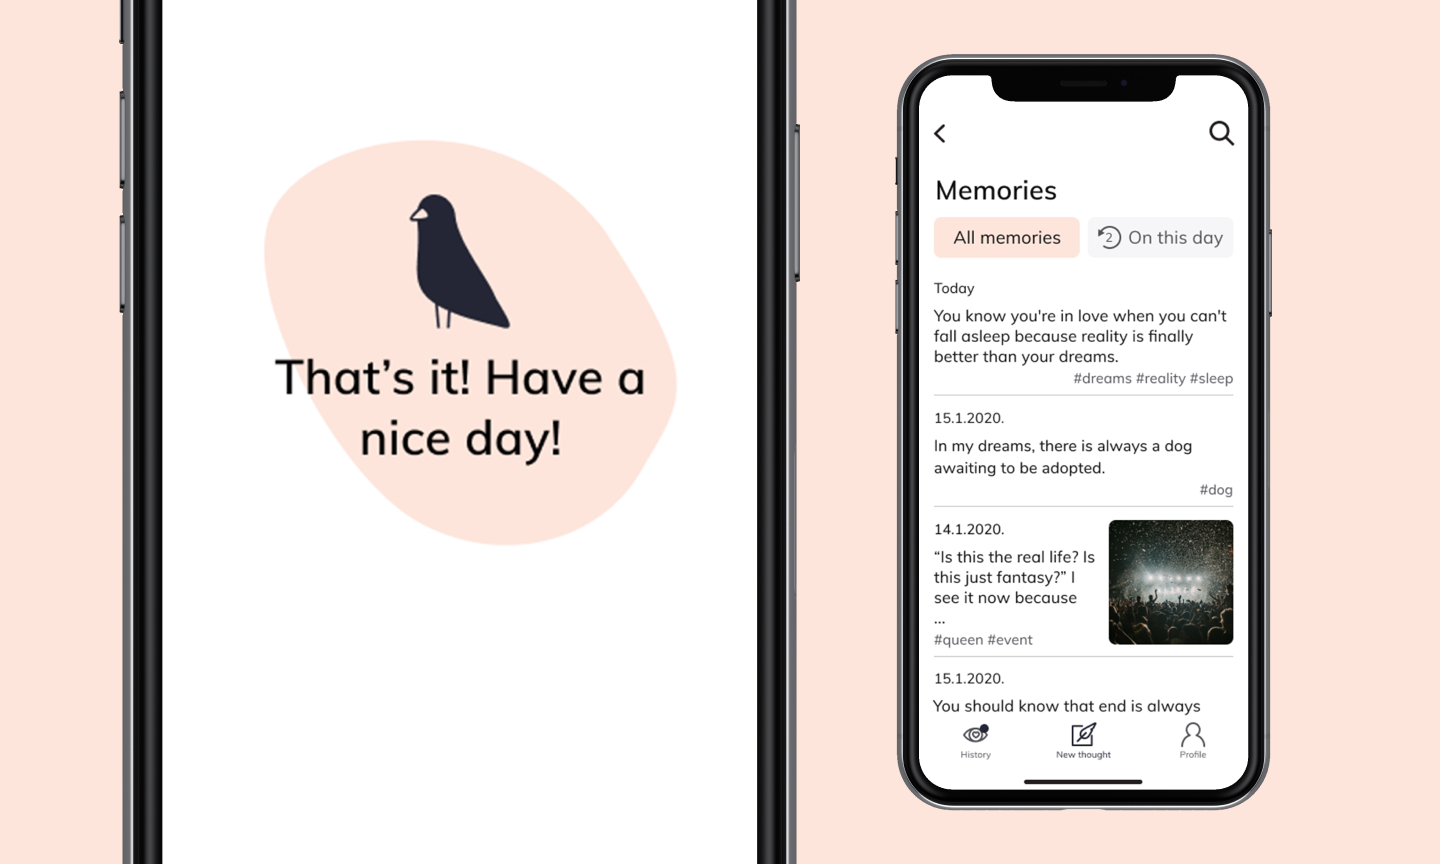 That's it! Have a
nice day!
Memories
All memories
2 On this day
Today
You know you're in love when you can't
fall asleep because reality is finally
better than your dreams.
#dreams #reality #sleep
15.1.2020.
In my dreams, there is always a dog
awaiting to be adopted.
#dog
14.1.2020.
“Is this the real life? Is
this just fantasy?” I
see it now because
...
#queen #event
15.1.2020.
You should know that end is always
History
New thought
Profile